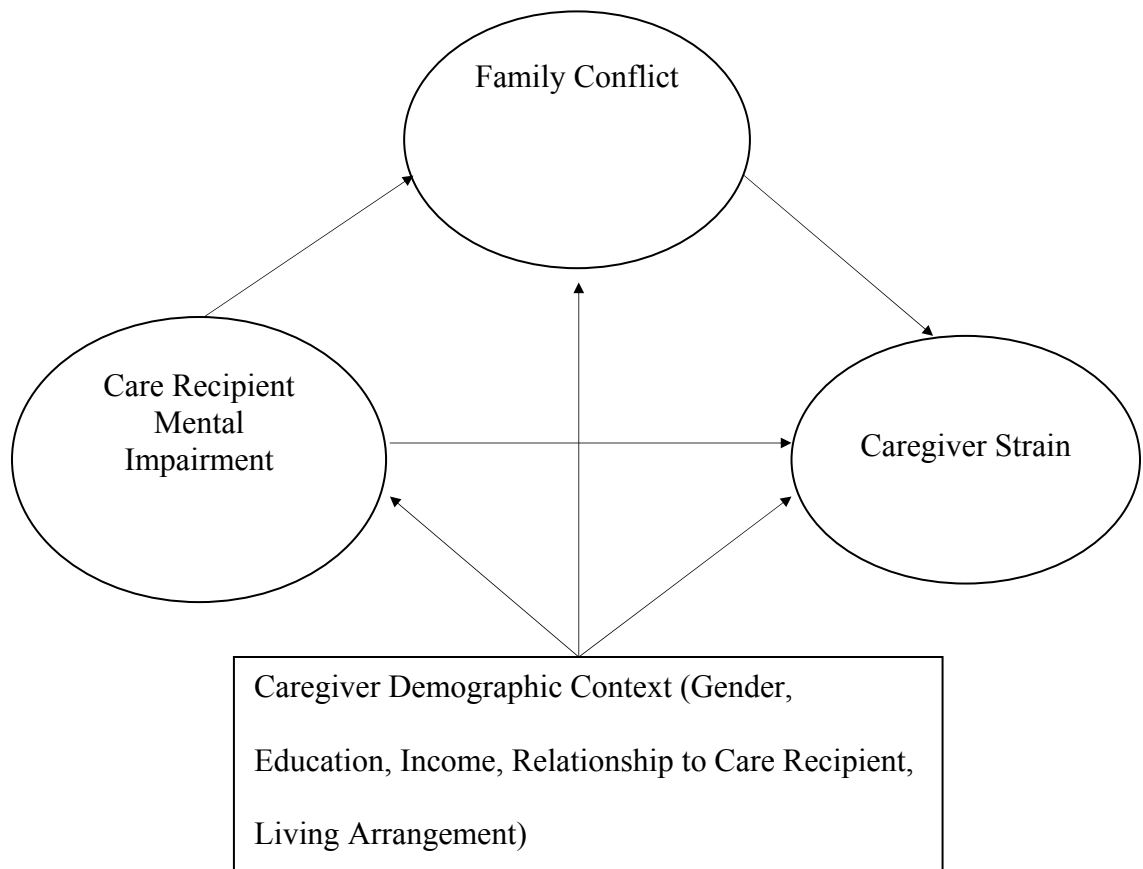 Family Conflict
Care Recipient
Mental
Impairment
Caregiver Strain
Caregiver Demographic Context (Gender,
Education, Income, Relationship to Care Recipient,
Living Arrangement)